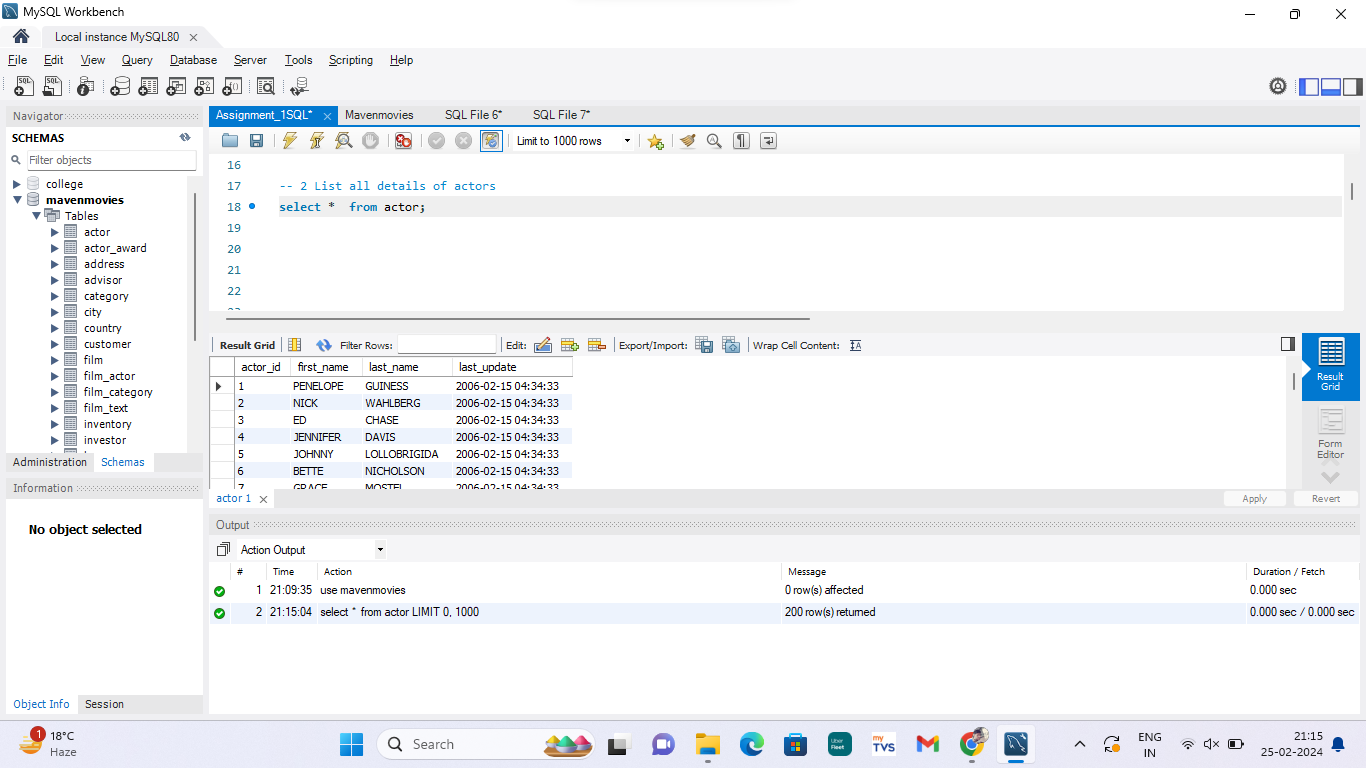 MySQL Workbench
Local instance MySQL80
File Edit View Query Database Server Tools Scripting Help
Navigator
SCHEMAS
Filter objects
college
mavenmovies
Tables
actor
actor_award
address
advisor
category
city
country
customer
film
film_actor
film_category
film_text
inventory
investor
Administration Schemas
Information
No object selected
Object Info Session
Assignment_1SQL* Mavenmovies SQL File 6* SQL File 7*
Limit to 1000 rows
16
17 -- 2 List all details of actors
18 select * from actor;
19
20
21
22
23
Result Grid Filter Rows: Edit: Export/Import: Wrap Cell Content:
actor_id first_name last_name last_update
1 PENELOPE GUINESS 2006-02-15 04:34:33
2 NICK WAHLBERG 2006-02-15 04:34:33
3 ED CHASE 2006-02-15 04:34:33
4 JENNIFER DAVIS 2006-02-15 04:34:33
5 JOHNNY LOLLOBRIGIDA 2006-02-15 04:34:33
6 BETTE NICHOLSON 2006-02-15 04:34:33
7 GRACE MOSTEL 2006-02-15 04:34:33
Result
Grid
Form
Editor
actor 1 Apply Revert
Output
Action Output
# Time Action Message Duration / Fetch
1 21:09:35 use mavenmovies 0 row(s) affected 0.000 sec
2 21:15:04 select * from actor LIMIT 0, 1000 200 row(s) returned 0.000 sec / 0.000 sec
1
18°C
Haze
Search
Uber
Fleet
my
TVS
ENG
IN
21:15
25-02-2024